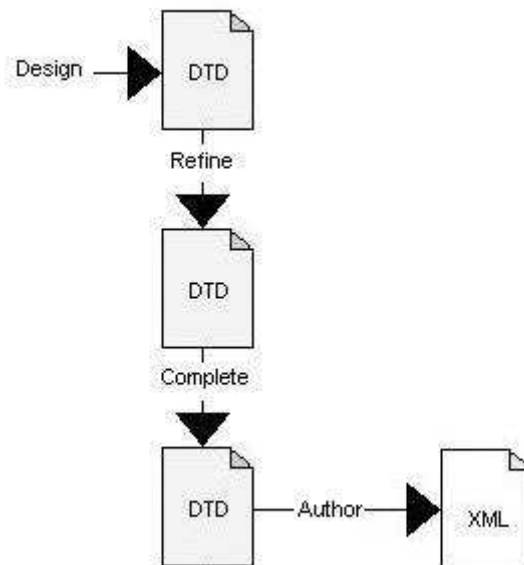 Design
DTD
Refine
DTD
Complete
DTD
Author
XML